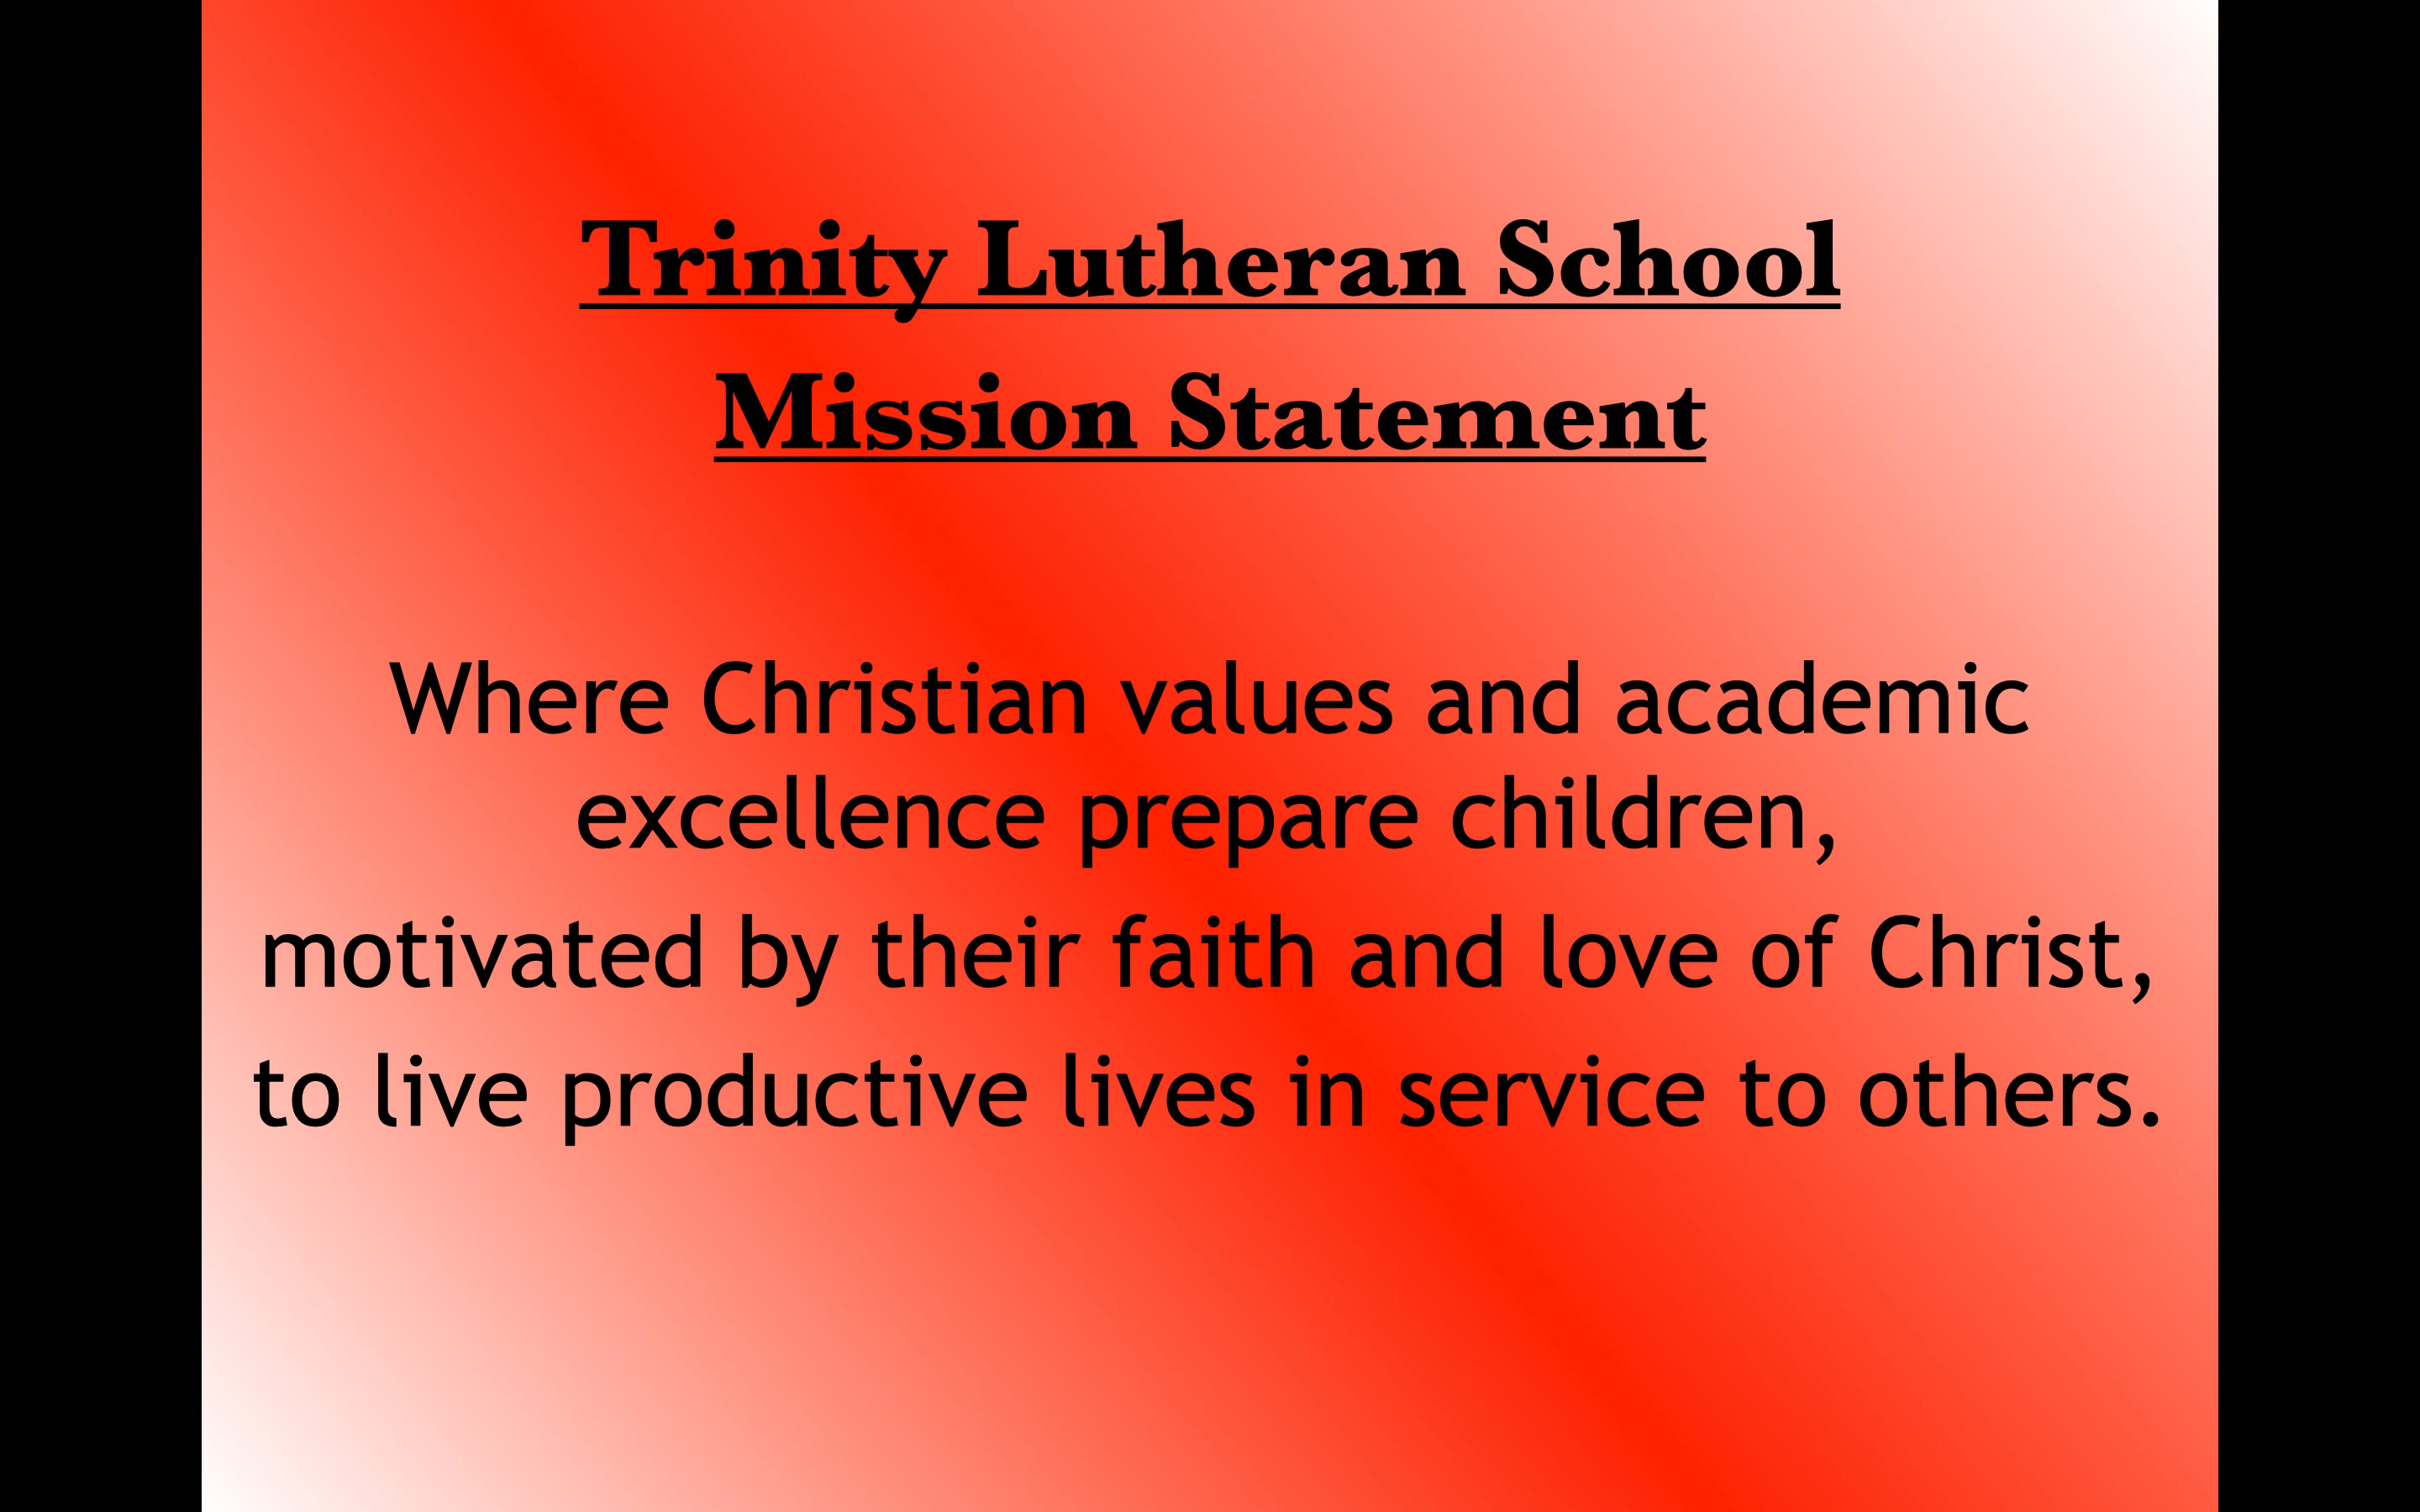 Trinity Lutheran School
Mission Statement
Where Christian values and academic
excellence prepare children,
motivated by their faith and love of Christ,
to live productive lives in service to others.